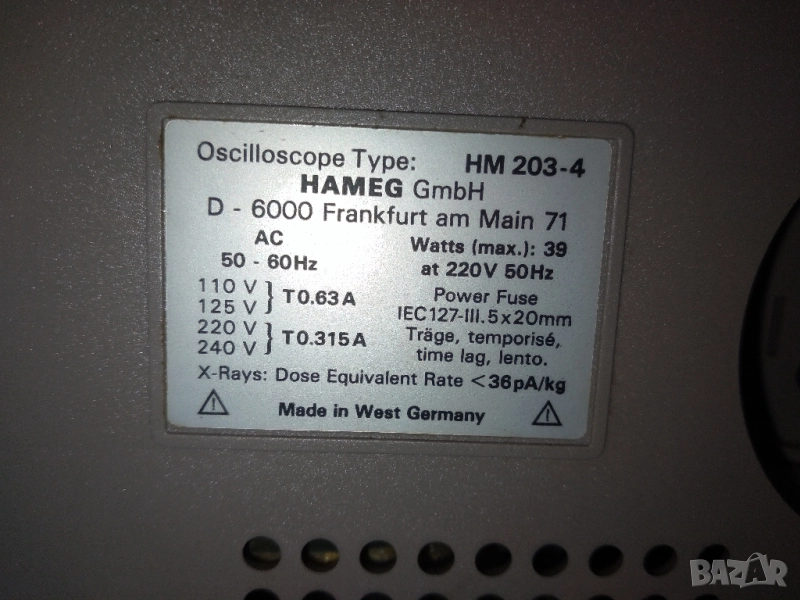 Oscilloscope Type: HM 203-4
HAMEG GmbH
D - 6000 Frankfurt am Main 71
AC
50 - 60Hz
110 V
125 V } T0.63A
220 V
240 V } T0.315A
Watts (max.): 39
at 220V 50Hz
Power Fuse
IEC127-III.5x20mm
Träge, temporisé,
time lag, lento.
X-Rays: Dose Equivalent Rate <36pA/kg
Made in West Germany
BAZAR